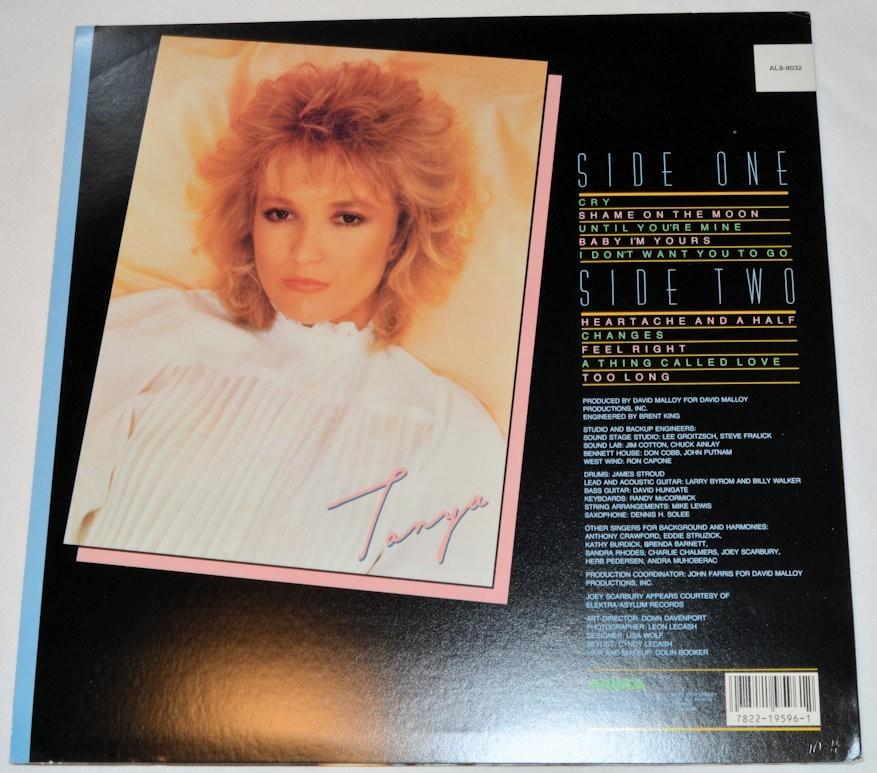 AL8-8032
Tanya
SIDE ONE
CRY
SHAME ON THE MOON
UNTIL YOU'RE MINE
BABY I'M YOURS
I DON'T WANT YOU TO GO
SIDE TWO
HEARTACHE AND A HALF
CHANGES
FEEL RIGHT
A THING CALLED LOVE
TOO LONG
PRODUCED BY DAVID MALLOY FOR DAVID MALLOY
PRODUCTIONS, INC.
ENGINEERED BY BRENT KING
STUDIO AND BACKUP ENGINEERS:
SOUND STAGE STUDIO: LEE GROITZSCH, STEVE FRALICK
SOUND LAB: JIM COTTON, CHUCK AINLAY
BENNETT HOUSE: DON COBB, JOHN PUTNAM
WEST WIND: RON CAPONE
DRUMS: JAMES STROUD
LEAD AND ACOUSTIC GUITAR: LARRY BYROM AND BILLY WALKER
BASS GUITAR: DAVID HUNGATE
KEYBOARDS: RANDY McCORMICK
STRING ARRANGEMENTS: MIKE LEWIS
SAXOPHONE: DENNIS H. SOLEE
OTHER SINGERS FOR BACKGROUND AND HARMONIES:
ANTHONY CRAWFORD, EDDIE STRUZICK,
KATHY BURDICK, BRENDA BARNETT,
SANDRA RHODES; CHARLIE CHALMERS, JOEY SCARBURY,
HERB PEDERSEN, ANDRA MUHOBERAC
PRODUCTION COORDINATOR: JOHN FARRIS FOR DAVID MALLOY
PRODUCTIONS, INC.
JOEY SCARBURY APPEARS COURTESY OF
ELEKTRA/ASYLUM RECORDS
ART DIRECTOR: DONN DAVENPORT
PHOTOGRAPHER: LEON LECASH
DESIGNER: LISA WOLF
STYLIST: CYNDY LECASH
HAIR AND MAKEUP: COLIN BOOKER
7822-19596-1